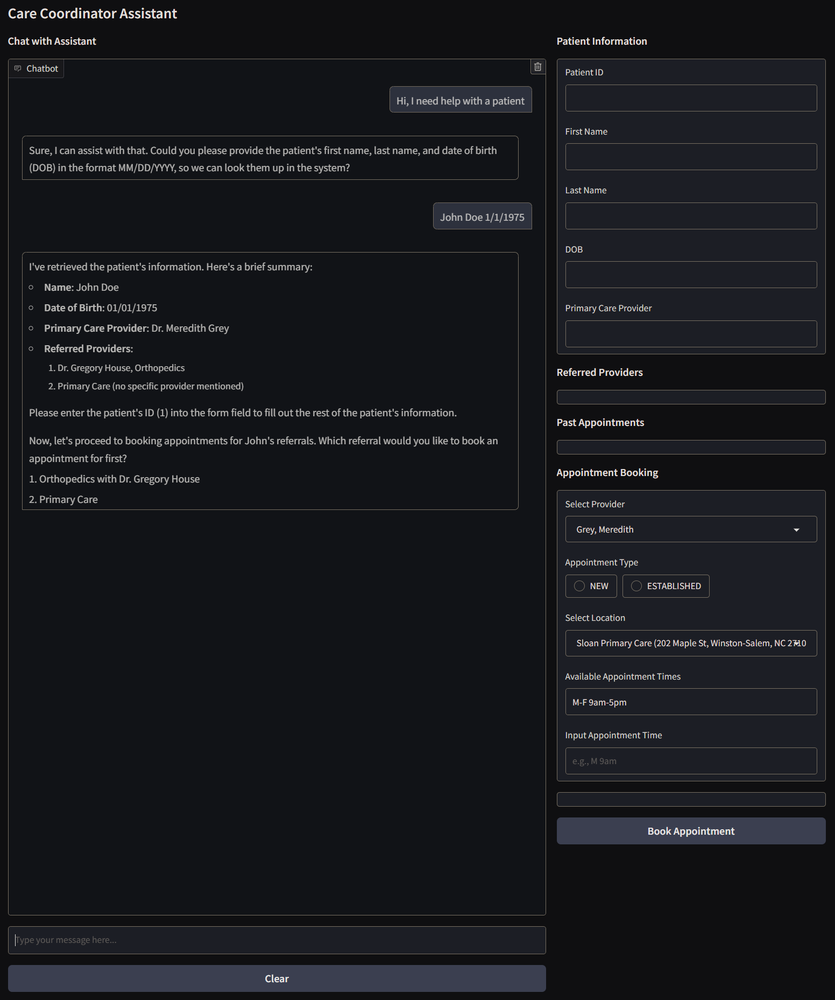 Care Coordinator Assistant
Chat with Assistant
Chatbot
Hi, I need help with a patient
Sure, I can assist with that. Could you please provide the patient's first name, last name, and date of birth
(DOB) in the format MM/DD/YYYY, so we can look them up in the system?
John Doe 1/1/1975
I've retrieved the patient's information. Here's a brief summary:
Name: John Doe
Date of Birth: 01/01/1975
Primary Care Provider: Dr. Meredith Grey
Referred Providers:
1. Dr. Gregory House, Orthopedics
2. Primary Care (no specific provider mentioned)
Please enter the patient's ID (1) into the form field to fill out the rest of the patient's information.
Now, let's proceed to booking appointments for John's referrals. Which referral would you like to book an
appointment for first?
1. Orthopedics with Dr. Gregory House
2. Primary Care
Type your message here...
Clear
Patient Information
Patient ID
First Name
Last Name
DOB
Primary Care Provider
Referred Providers
Past Appointments
Appointment Booking
Select Provider
Grey, Meredith
Appointment Type
NEW
ESTABLISHED
Select Location
Sloan Primary Care (202 Maple St, Winston-Salem, NC 2710
Available Appointment Times
M-F 9am-5pm
Input Appointment Time
e.g., M 9am
Book Appointment